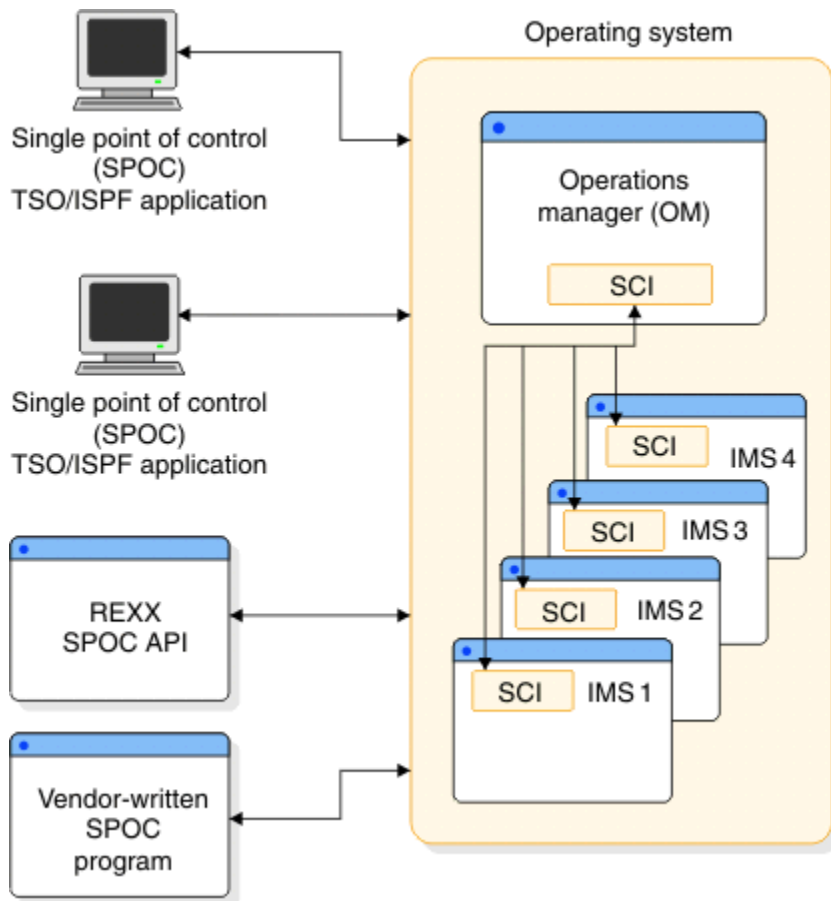 Operating system
Single point of control
(SPOC)
TSO/ISPF application
Operations
manager (OM)
SCI
Single point of control
(SPOC)
TSO/ISPF application
SCI
IMS 4
SCI
IMS 3
REXX
SPOC API
SCI
IMS 2
SCI
IMS 1
Vendor-written
SPOC
program